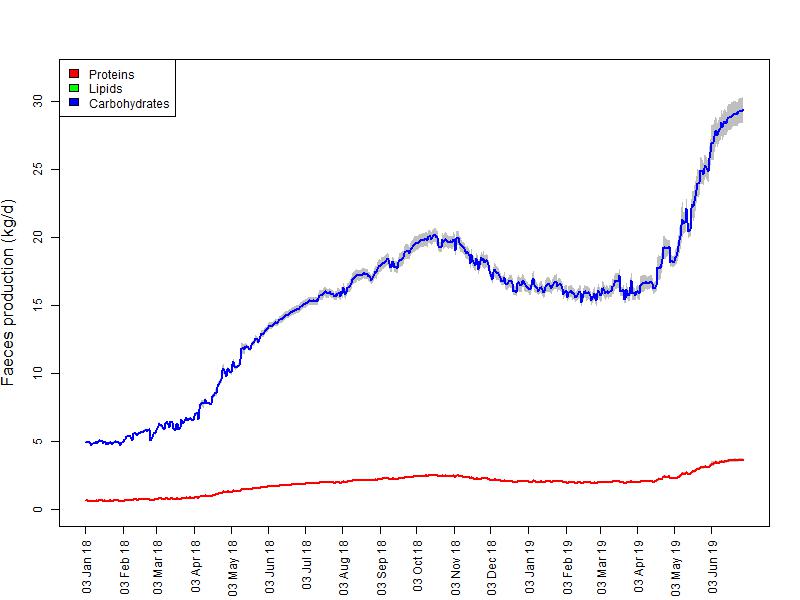 Proteins
Lipids
Carbohydrates
Faeces production (kg/d)
30
25
20
15
10
5
0
03 Jan 18
03 Feb 18
03 Mar 18
03 Apr 18
03 May 18
03 Jun 18
03 Jul 18
03 Aug 18
03 Sep 18
03 Oct 18
03 Nov 18
03 Dec 18
03 Jan 19
03 Feb 19
03 Mar 19
03 Apr 19
03 May 19
03 Jun 19